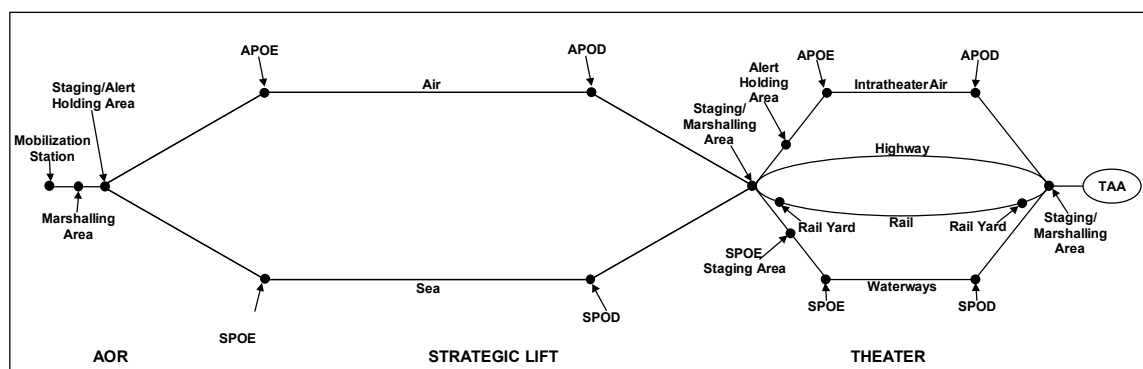 APOE
APOD
Air
Staging/Alert
Holding Area
Mobilization
Station
Marshalling
Area
SPOE
Sea
SPOD
Staging/
Marshalling
Area
Alert
Holding
Area
APOE
APOD
Intratheater Air
Highway
Rail Yard
Rail
Rail Yard
SPOE
Staging Area
Waterways
SPOE
SPOD
Staging/
Marshalling
Area
TAA
AOR
STRATEGIC LIFT
THEATER